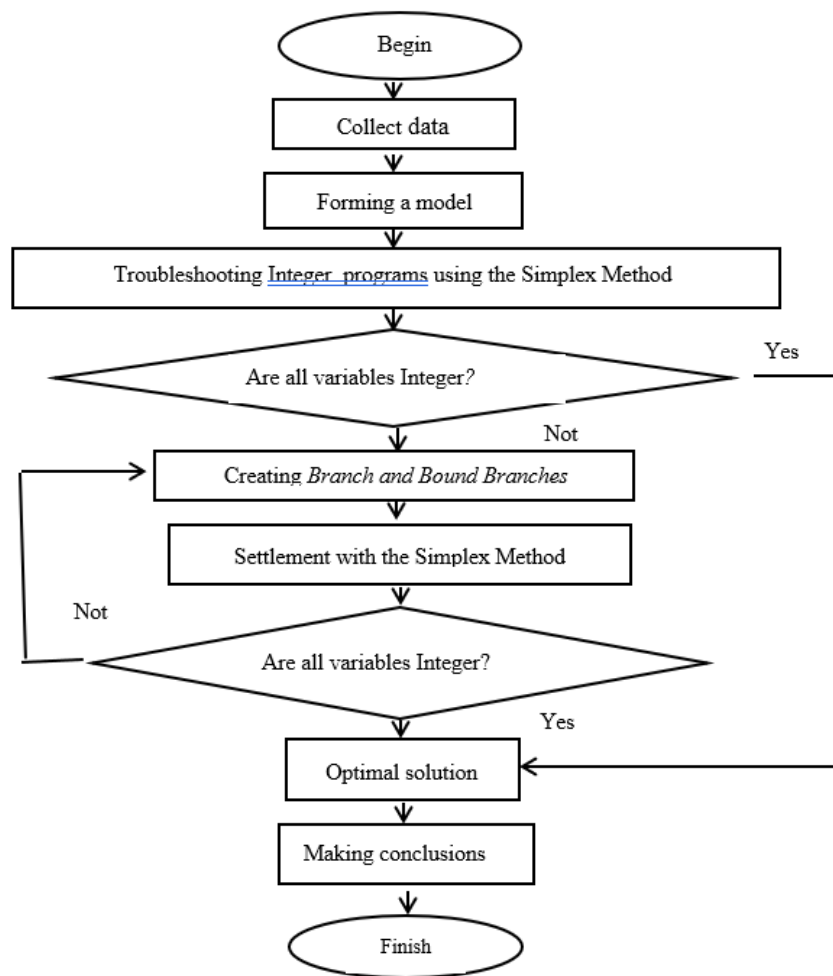 Begin
Collect data
Forming a model
Troubleshooting Integer programs using the Simplex Method
Are all variables Integer?
Yes
Not
Creating Branch and Bound Branches
Settlement with the Simplex Method
Not
Are all variables Integer?
Yes
Optimal solution
Making conclusions
Finish